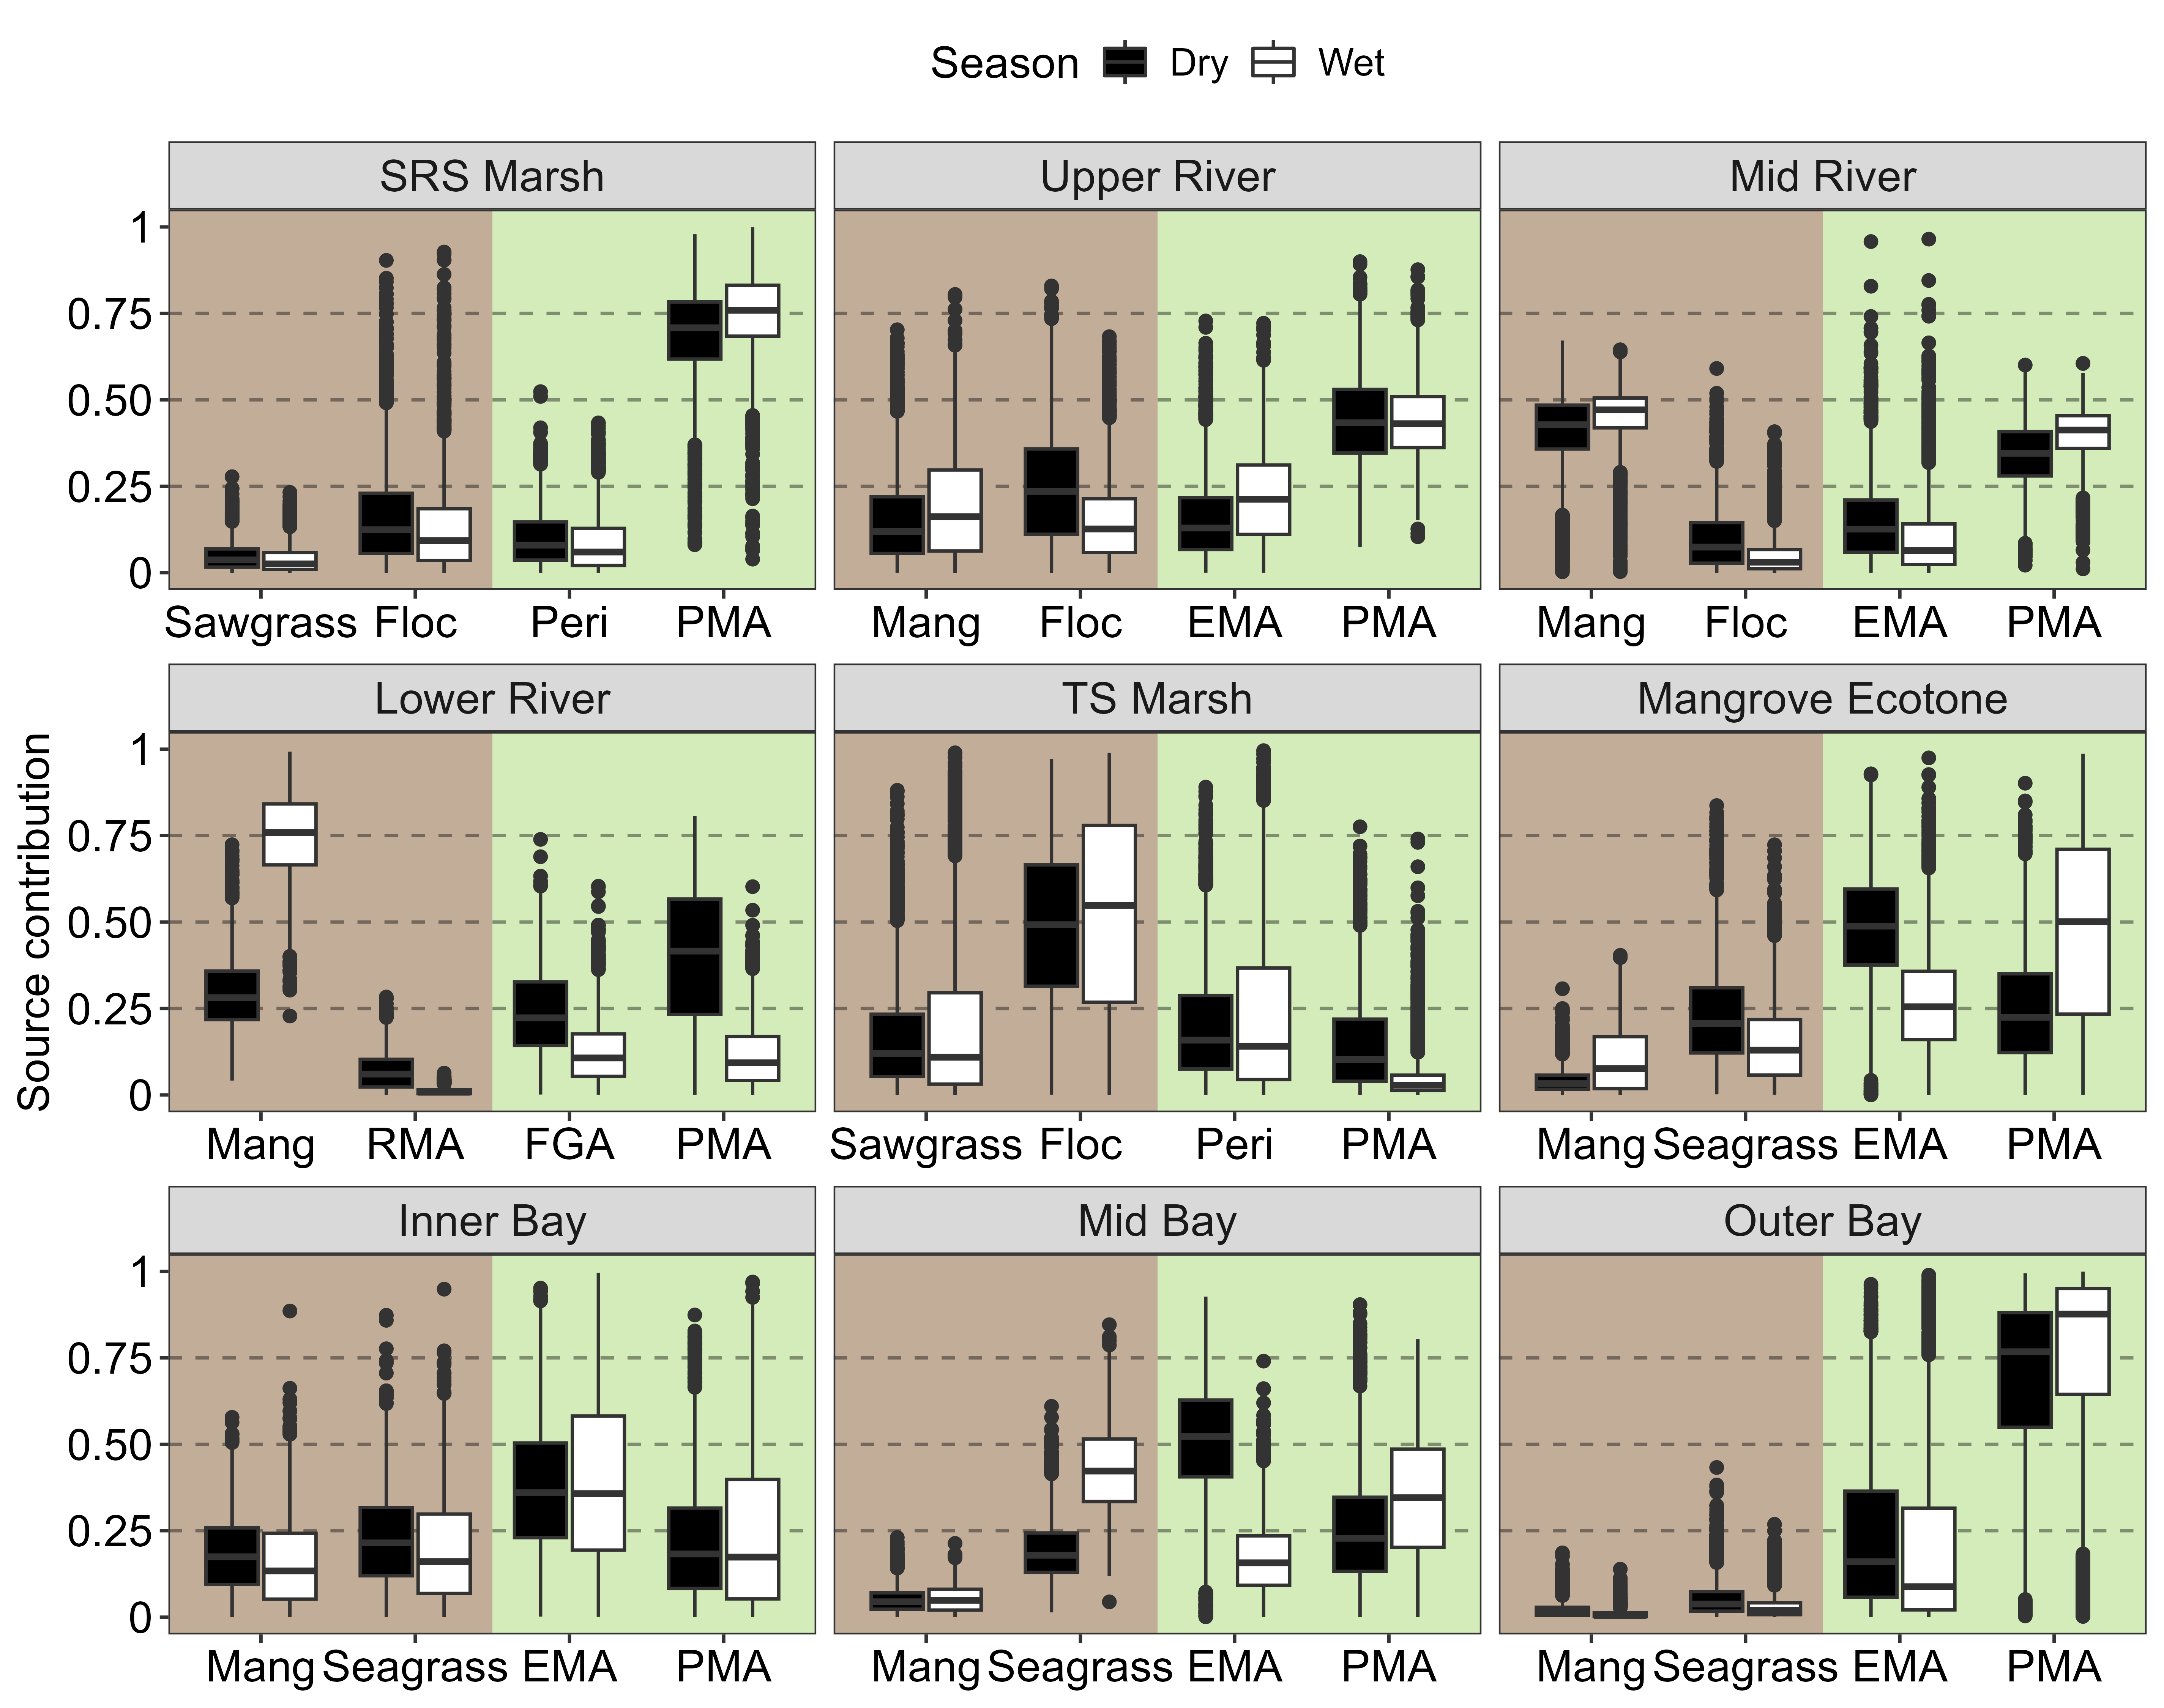 Season Dry Wet
SRS Marsh Upper River Mid River
1
0.75
0.50
0.25
0
Sawgrass Floc Peri PMA Mang Floc EMA PMA Mang Floc EMA PMA
Lower River TS Marsh Mangrove Ecotone
Source contribution
1
0.75
0.50
0.25
0
Mang RMA FGA PMA Sawgrass Floc Peri PMA Mang Seagrass EMA PMA
Inner Bay Mid Bay Outer Bay
1
0.75
0.50
0.25
0
Mang Seagrass EMA PMA Mang Seagrass EMA PMA Mang Seagrass EMA PMA